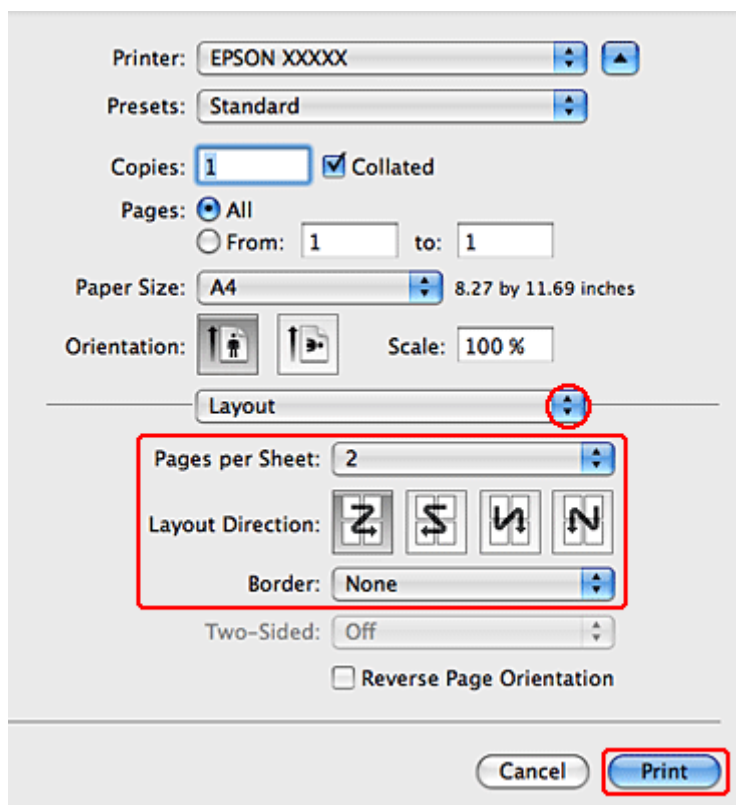 Printer: EPSON XXXXX
Presets: Standard
Copies: 1 Collated
Pages: All
From: 1 to: 1
Paper Size: A4 8.27 by 11.69 inches
Orientation: Scale: 100 %
Layout
Pages per Sheet: 2
Layout Direction:
Border: None
Two-Sided: Off
Reverse Page Orientation
Cancel Print